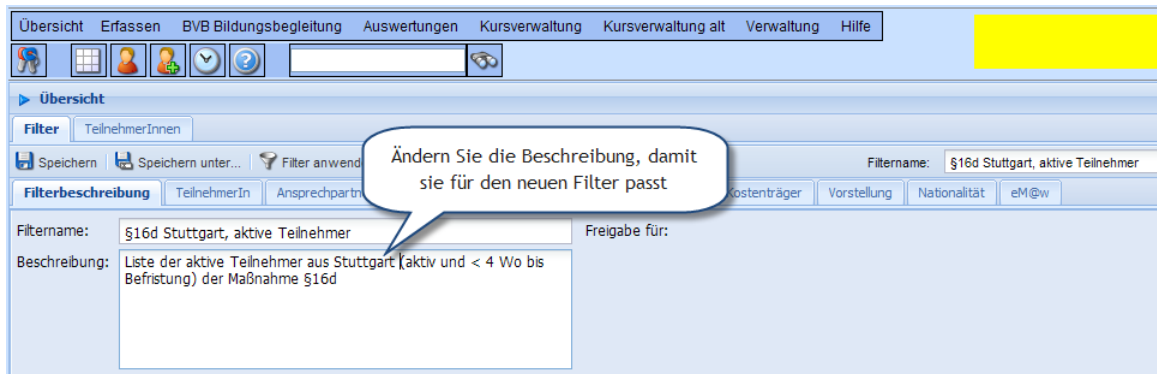 Übersicht Erfassen BVB Bildungsbegleitung Auswertungen Kursverwaltung Kursverwaltung alt Verwaltung Hilfe
Übersicht
Filter TeilnehmerInnen
Speichern Speichern unter... Filter anwend Filtername: §16d Stuttgart, aktive Teilnehmer
Ändern Sie die Beschreibung, damit
sie für den neuen Filter passt
Filterbeschreibung TeilnehmerIn Ansprechpartn Kostenträger Vorstellung Nationalität eM@w
Filtername: §16d Stuttgart, aktive Teilnehmer Freigabe für:
Beschreibung: Liste der aktive Teilnehmer aus Stuttgart (aktiv und < 4 Wo bis
Befristung) der Maßnahme §16d